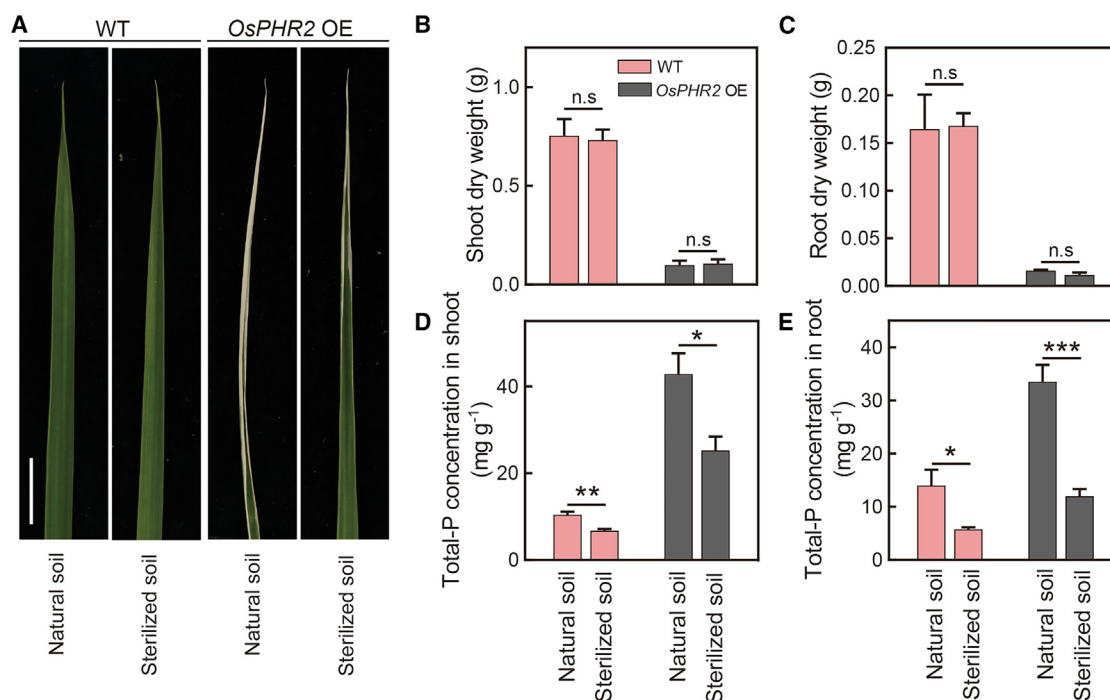 A
WT
OsPHR2 OE
Natural soil
Sterilized soil
Natural soil
Sterilized soil
B
Shoot dry weight (g)
1.0
0.5
0.0
WT
OsPHR2 OE
n.s
n.s
C
Root dry weight (g)
0.25
0.20
0.15
0.10
0.05
0.00
n.s
n.s
D
Total-P concentration in shoot
(mg g-1)
40
20
0
**
*
Natural soil
Sterilized soil
Natural soil
Sterilized soil
E
Total-P concentration in root
(mg g-1)
40
30
20
10
0
*
***
Natural soil
Sterilized soil
Natural soil
Sterilized soil